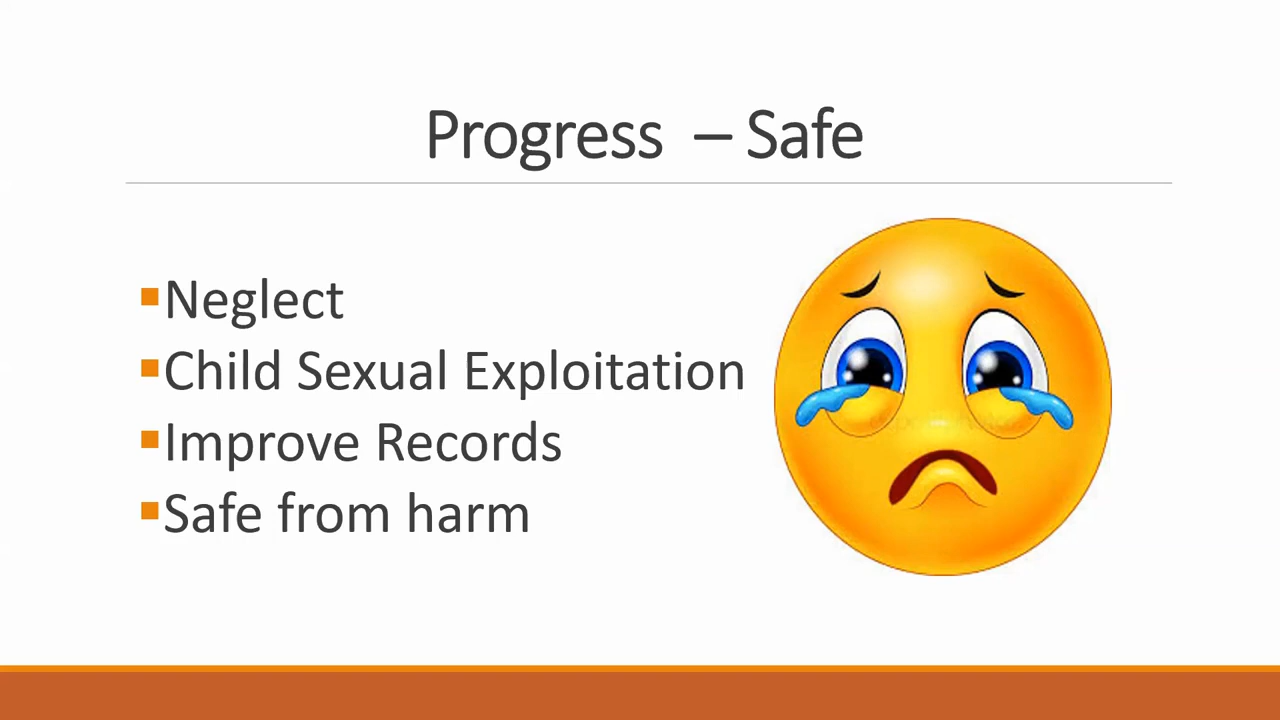 Progress – Safe
Neglect
Child Sexual Exploitation
Improve Records
Safe from harm